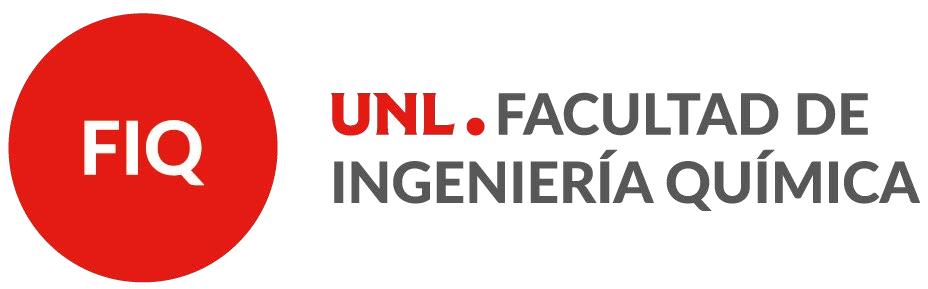 FIQ
UNL . FACULTAD DE
INGENIERÍA QUÍMICA